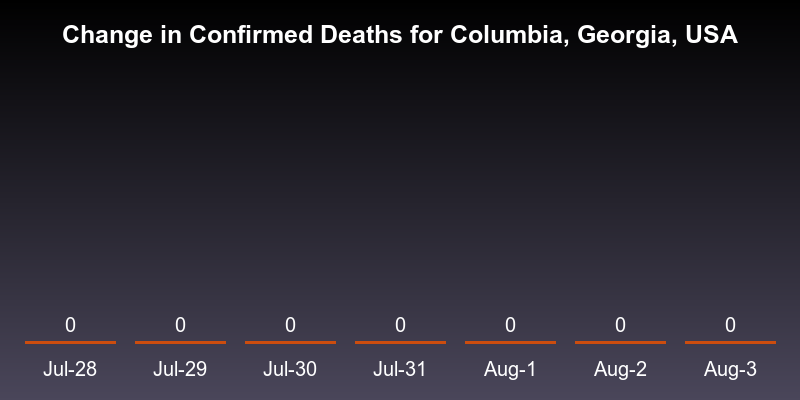 Change in Confirmed Deaths for Columbia, Georgia, USA
0 0 0 0 0 0 0
Jul-28 Jul-29 Jul-30 Jul-31 Aug-1 Aug-2 Aug-3